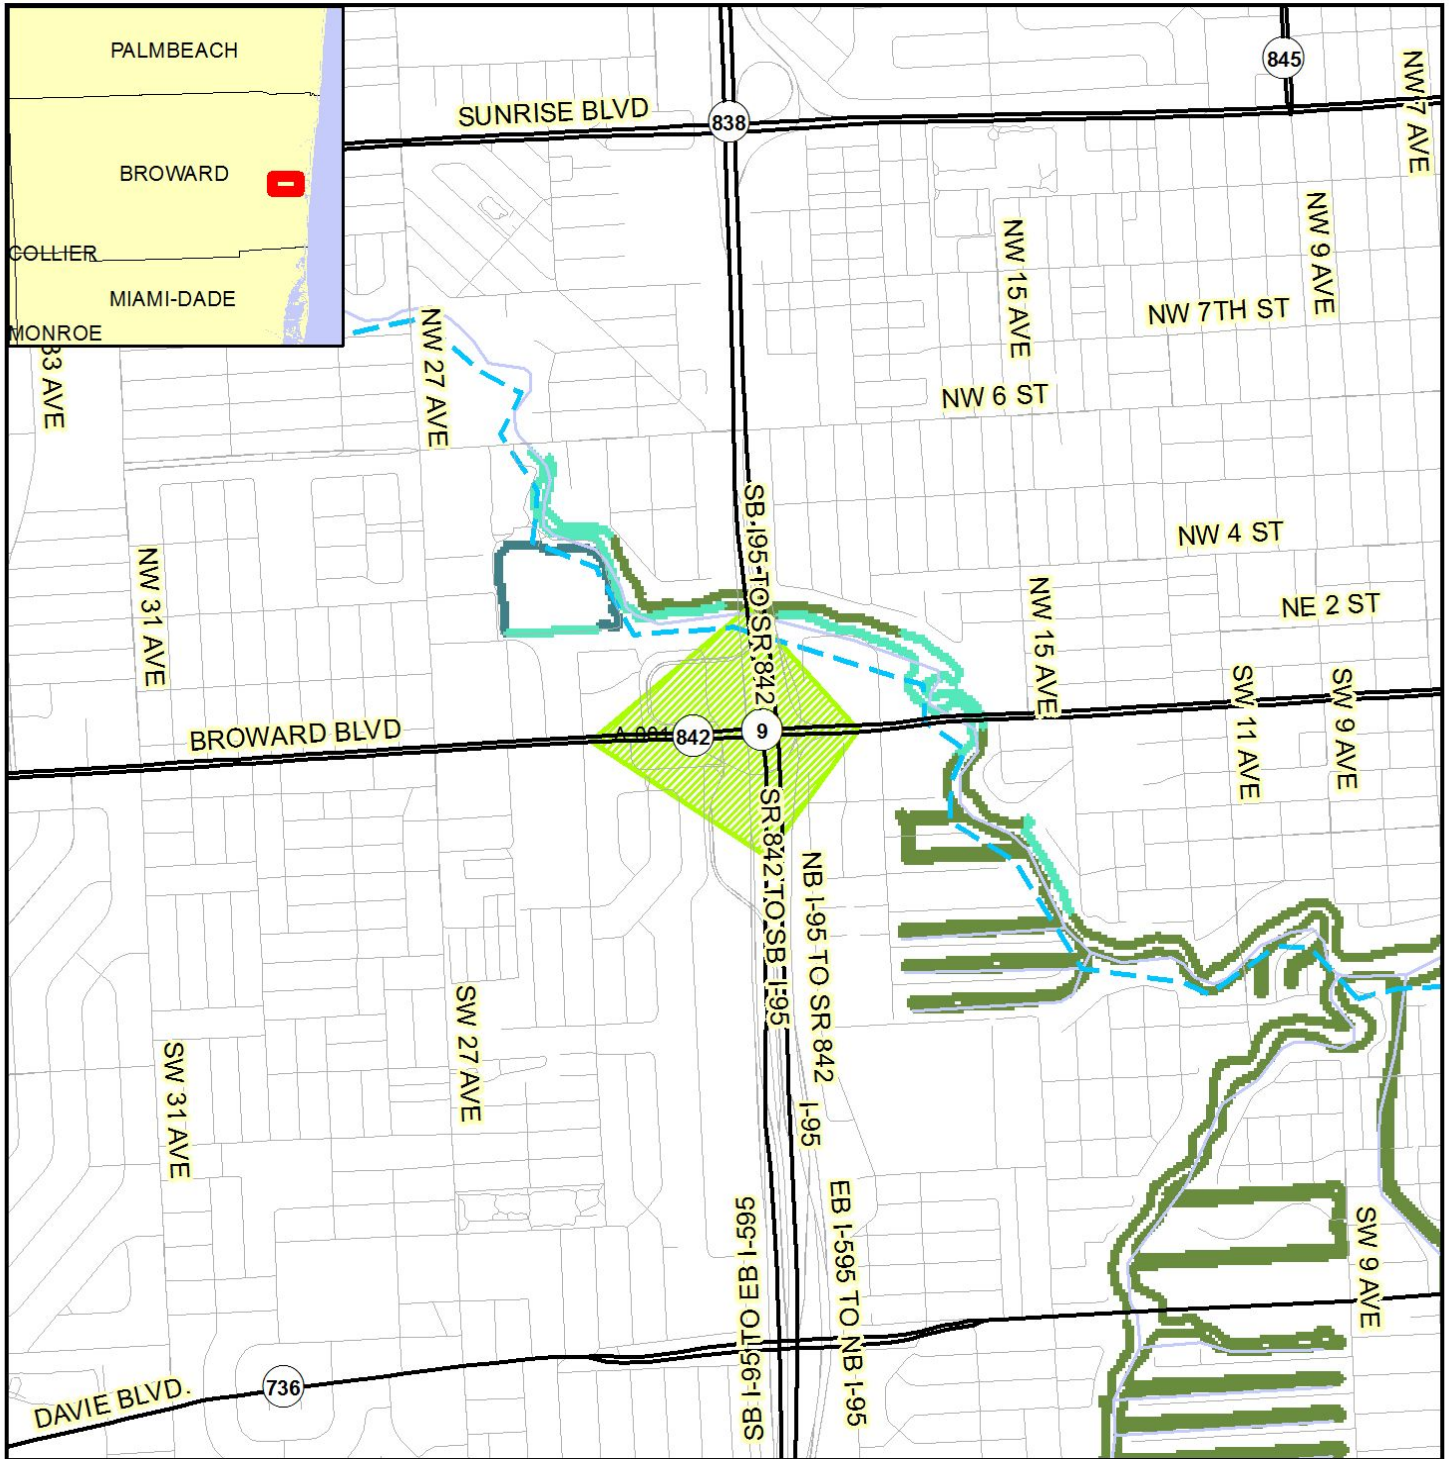 PALMBEACH
BROWARD
COLLIER
MIAMI-DADE
MONROE
SUNRISE BLVD
838
845
NW 7 AVE
NW 9 AVE
NW 15 AVE
NW 7TH ST
NW 6 ST
33 AVE
NW 27 AVE
NW 4 ST
NE 2 ST
NW 31 AVE
SB I95 TO SR 842
NW 15 AVE
SW 11 AVE
SW 9 AVE
BROWARD BLVD
842
9
SR 842 TO SB I-95
NB I-95 TO SR 842
SW 27 AVE
SW 31 AVE
I-95
SB I-95 TO EB I-595
EB I-595 TO NB I-95
SW 9 AVE
736
DAVIE BLVD.